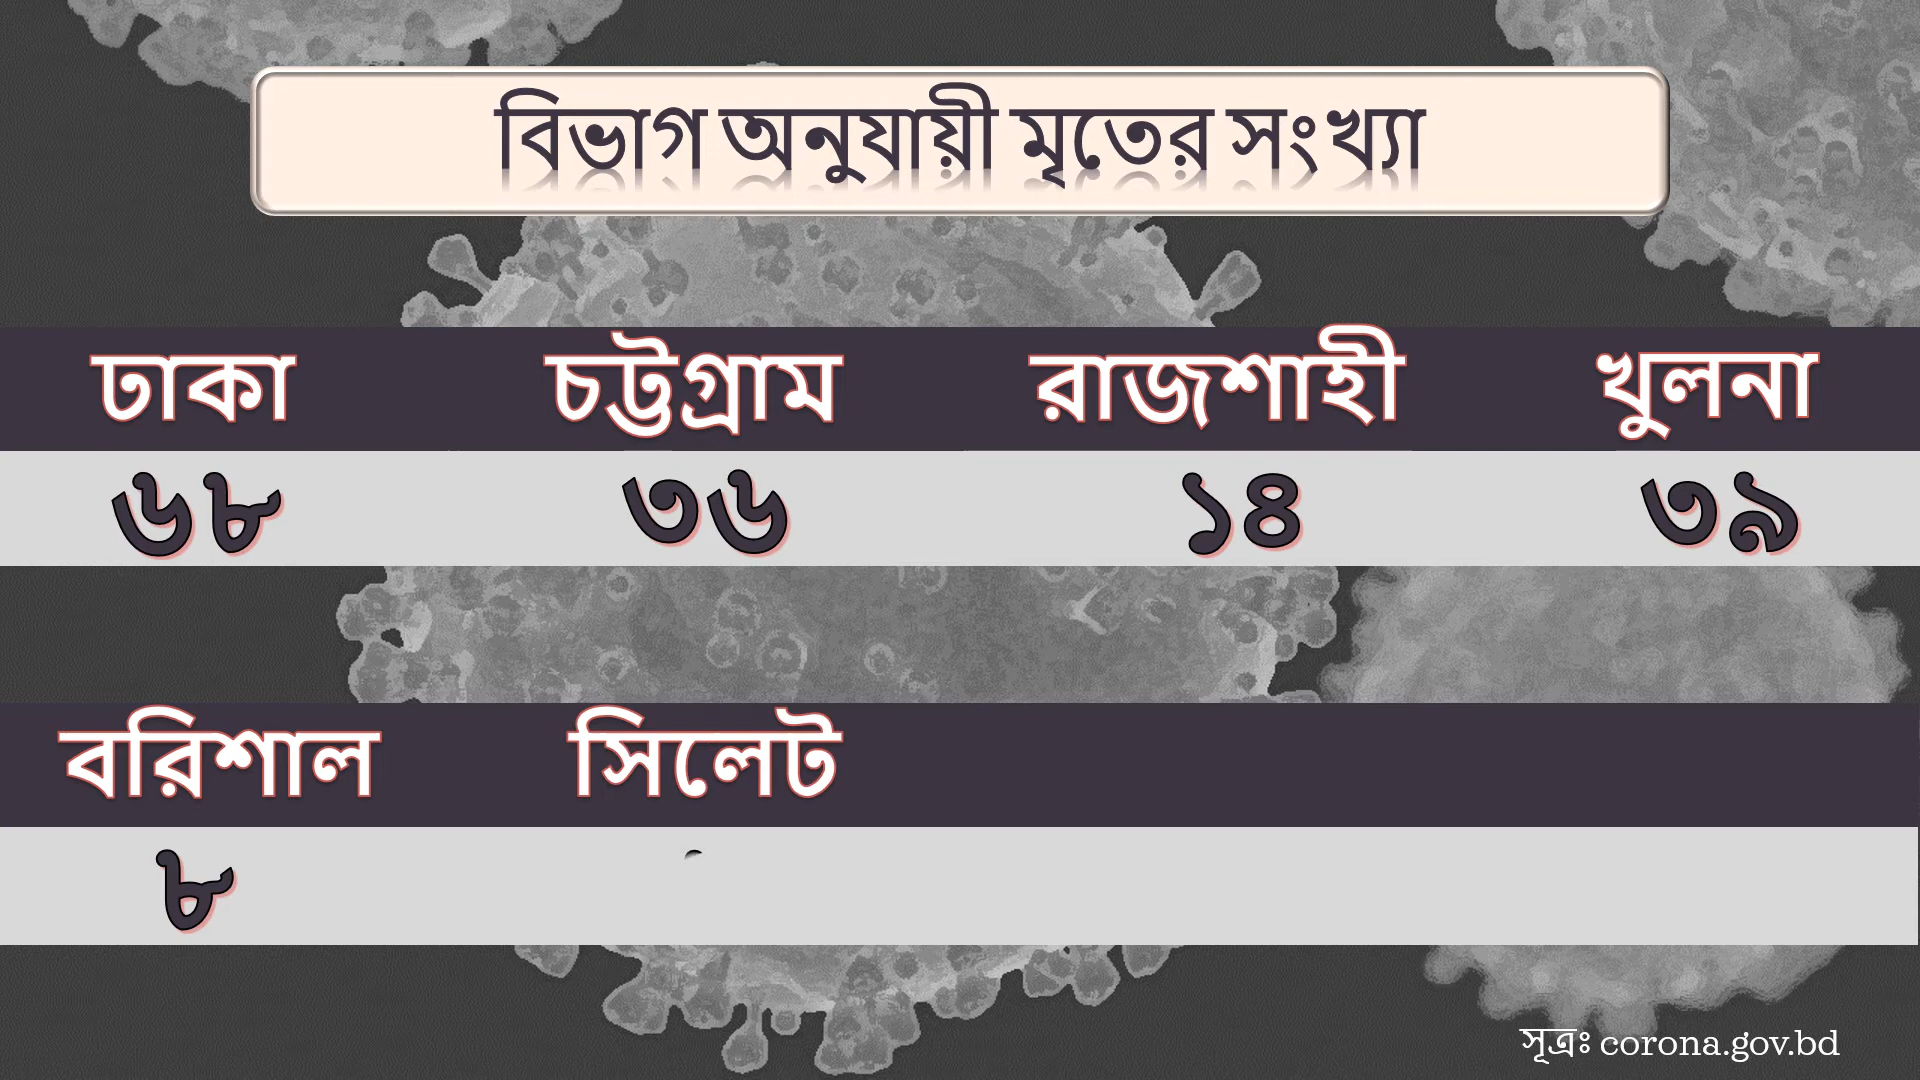 বিভাগ অনুযায়ী মৃতের সংখ্যা
ঢাকা চট্টগ্রাম রাজশাহী খুলনা
৬৮ ৩৬ ১৪ ৩৯
বরিশাল সিলেট
৮
সূত্রঃ corona.gov.bd